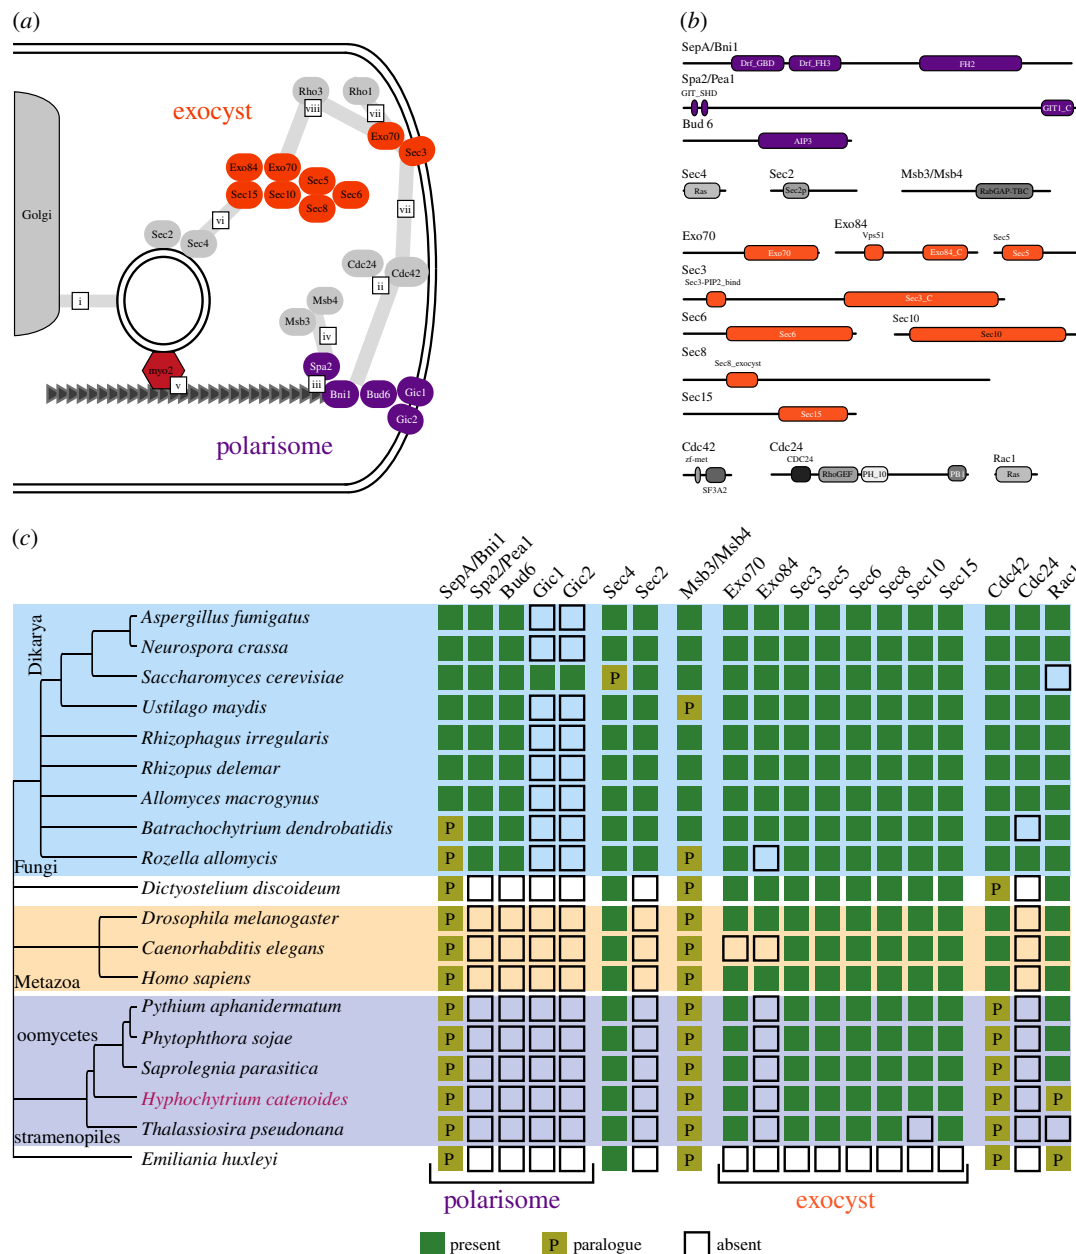 (a)
exocyst
Rho3
viii
Rho1
vii
Exo70
Sec3
Exo84
Exo70
Sec5
Sec15
Sec10
Sec6
Sec8
Golgi
Sec2
Sec4
vi
vii
Cdc24
Cdc42
ii
i
Msb4
Msb3
iv
myo2
v
Spa2
iii
Bni1
Bud6
Gic1
Gic2
polarisome
(b)
SepA/Bni1
Drf_GBD
Drf_FH3
FH2
Spa2/Pea1
GIT_SHD
GIT1_C
Bud 6
AIP3
Sec4
Sec2
Msb3/Msb4
Ras
Sec2p
RabGAP-TBC
Exo70
Exo84
Vps51
Sec5
Exo70
Exo84_C
Sec5
Sec3
Sec3-PIP2_bind
Sec3_C
Sec6
Sec10
Sec6
Sec10
Sec8
Sec8_exocyst
Sec15
Sec15
Cdc42
Cdc24
Rac1
zf-met
CDC24
SF3A2
RhoGEF
PH_10
PB1
Ras
(c)
SepA/Bni1
Spa2/Pea1
Bud6
Gic1
Gic2
Sec4
Sec2
Msb3/Msb4
Exo70
Exo84
Sec3
Sec5
Sec6
Sec8
Sec10
Sec15
Cdc42
Cdc24
Rac1
Dikarya
Aspergillus fumigatus
Neurospora crassa
Saccharomyces cerevisiae P
Ustilago maydis P
Rhizophagus irregularis
Rhizopus delemar
Allomyces macrogynus
Batrachochytrium dendrobatidis P
Rozella allomycis P P
Fungi
Dictyostelium discoideum P P P
Drosophila melanogaster P P
Caenorhabditis elegans P P
Homo sapiens P P
Metazoa
Pythium aphanidermatum P P P
oomycetes
Phytophthora sojae P P P
Saprolegnia parasitica P P P
Hyphochytrium catenoides P P P P
Thalassiosira pseudonana P P P
stramenopiles
Emiliania huxleyi P P P P
polarisome
exocyst
present
P paralogue
absent